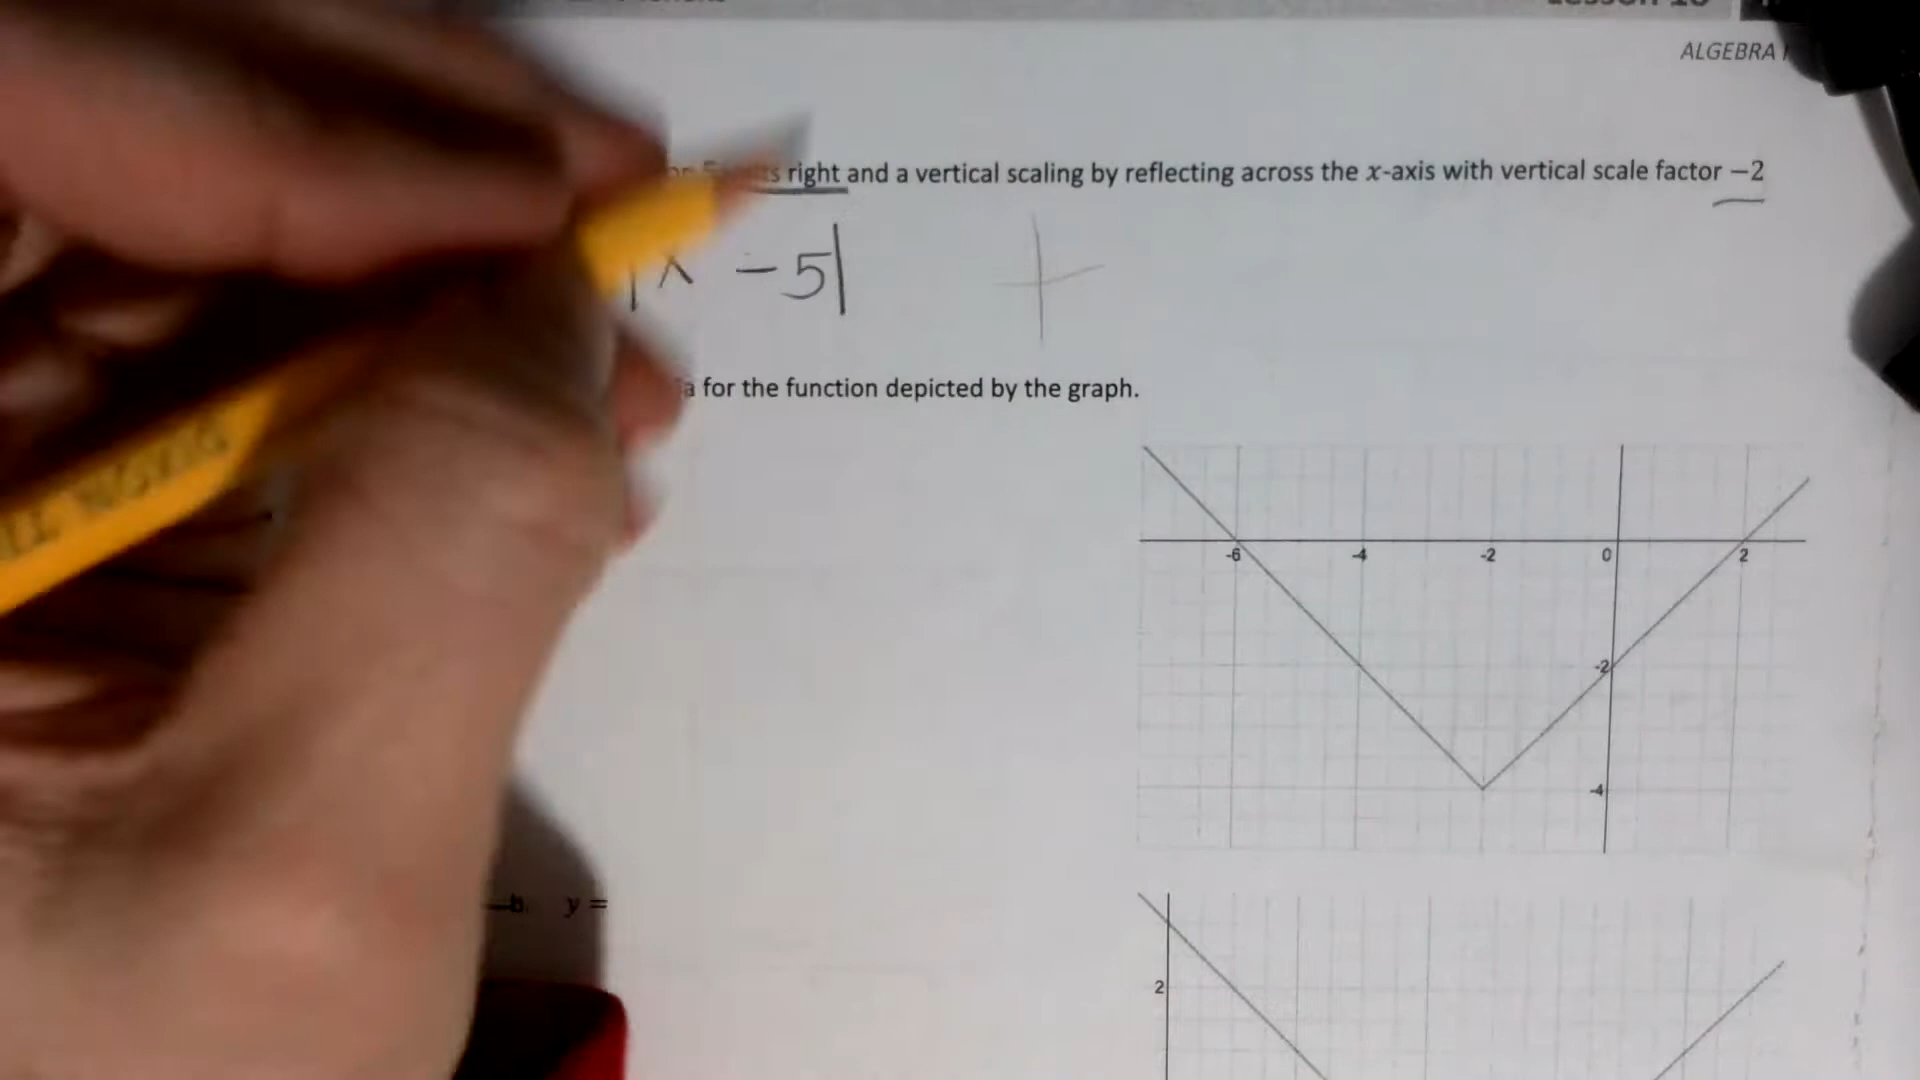 ALGEBRA I
right and a vertical scaling by reflecting across the x-axis with vertical scale factor −2
|x − 5|
for the function depicted by the graph.
-6 -4 -2 0 2
-2
-4
b. y =
2